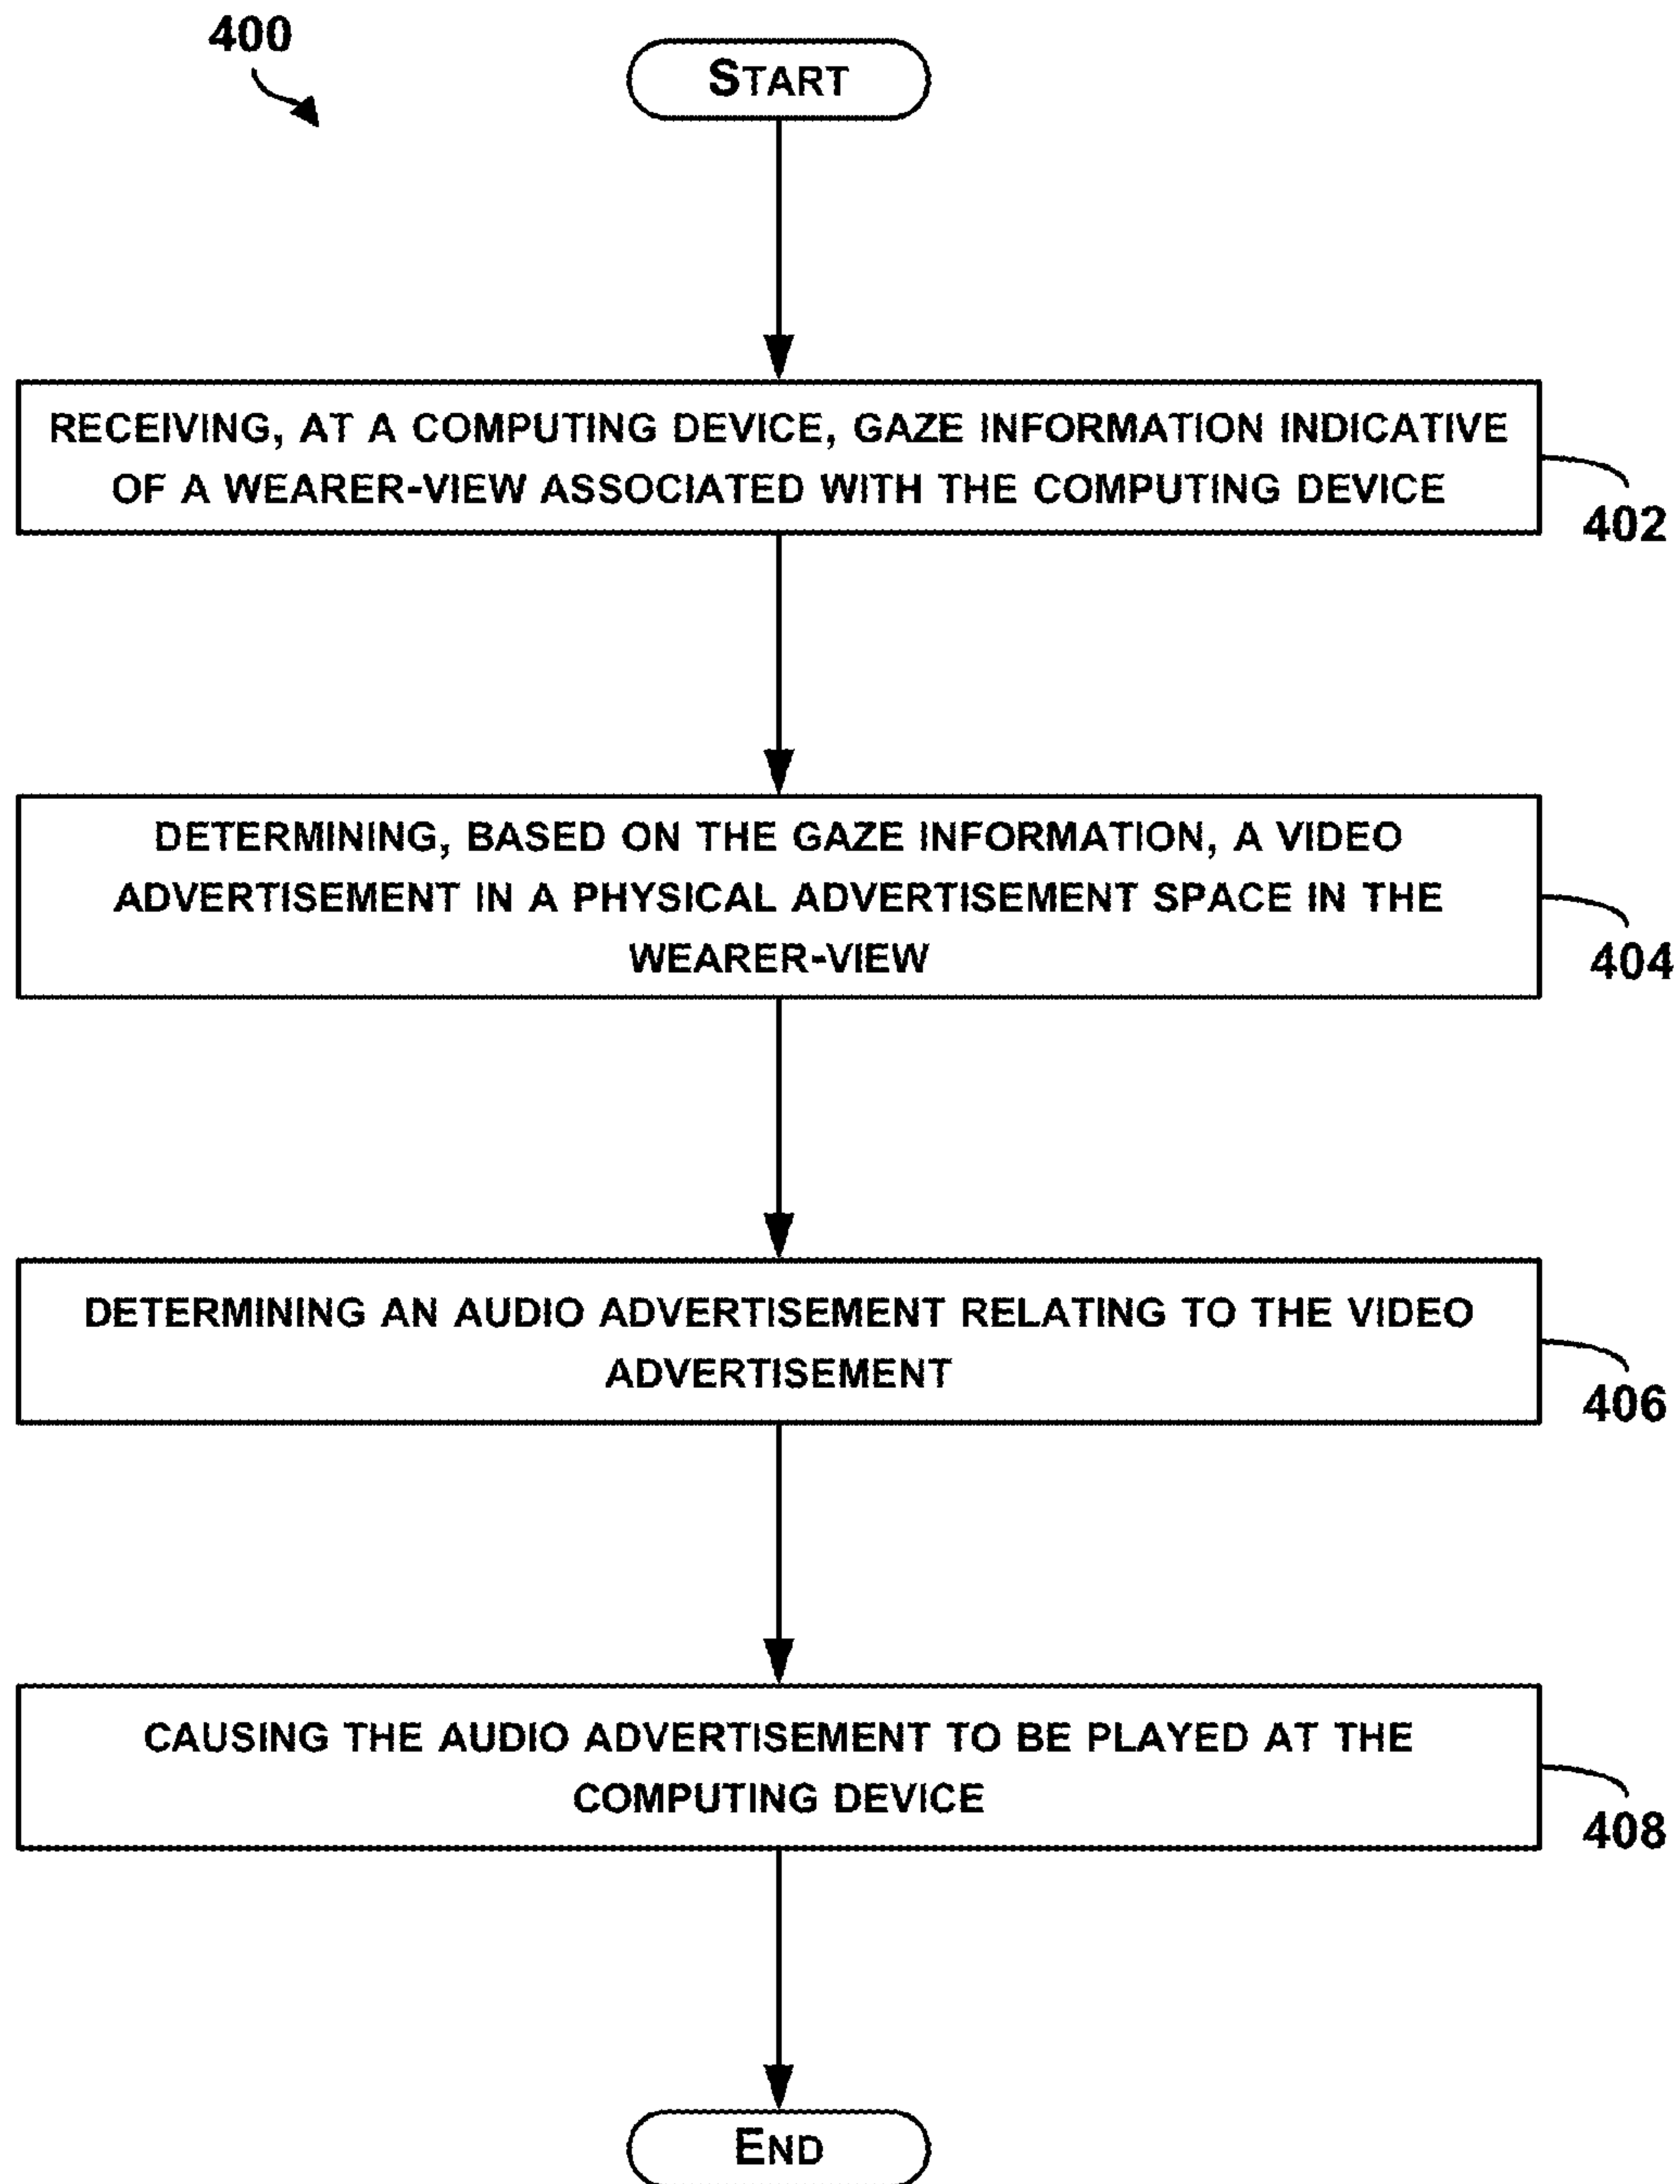 400
START
RECEIVING, AT A COMPUTING DEVICE, GAZE INFORMATION INDICATIVE
OF A WEARER-VIEW ASSOCIATED WITH THE COMPUTING DEVICE
402
DETERMINING, BASED ON THE GAZE INFORMATION, A VIDEO
ADVERTISEMENT IN A PHYSICAL ADVERTISEMENT SPACE IN THE
WEARER-VIEW
404
DETERMINING AN AUDIO ADVERTISEMENT RELATING TO THE VIDEO
ADVERTISEMENT
406
CAUSING THE AUDIO ADVERTISEMENT TO BE PLAYED AT THE
COMPUTING DEVICE
408
END